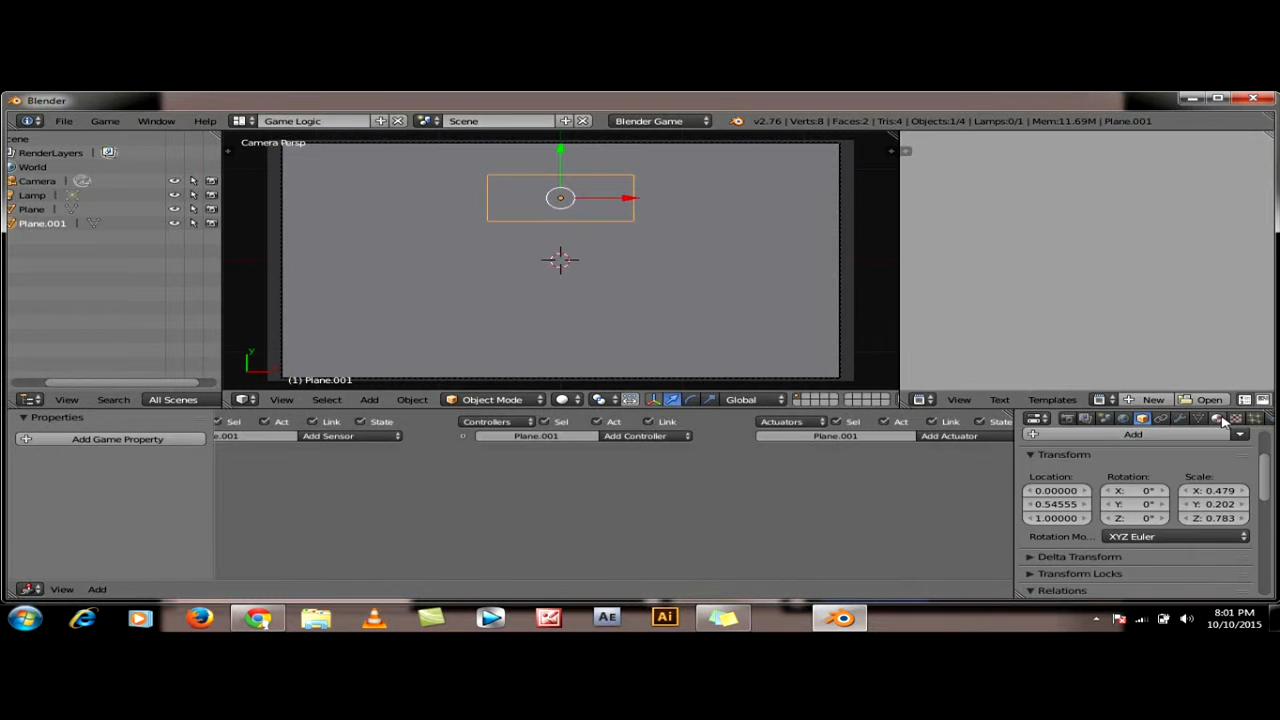 Blender
File Game Window Help Game Logic Scene Blender Game v2.76 | Verts:8 | Faces:2 | Tris:4 | Objects:1/4 | Lamps:0/1 | Mem:11.69M | Plane.001
cene
RenderLayers |
World
Camera |
Lamp |
Plane |
Plane.001 |
Camera Persp
y
(1) Plane.001
View Search All Scenes
View Select Add Object Object Mode Global
View Text Templates New Open
Properties
Add Game Property
Sel Act Link State
e.001 Add Sensor
Controllers Sel Act Link
Plane.001 Add Controller
Actuators Sel Act Link State
Plane.001 Add Actuator
View Add
Add
Transform
Location: Rotation: Scale:
0.00000 X: 0° X: 0.479
0.54555 Y: 0° Y: 0.202
1.00000 Z: 0° Z: 0.783
Rotation Mo... XYZ Euler
Delta Transform
Transform Locks
Relations
AE Ai
8:01 PM
10/10/2015